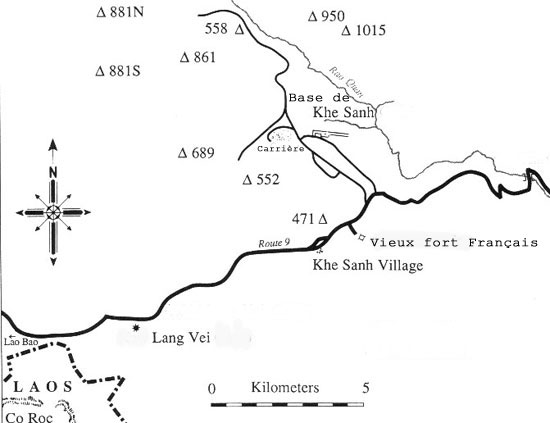 Δ 881N
558 Δ
Δ 950
Δ 1015
Δ 861
Δ 881S
Rao Quan
Base de
Khe Sanh
Carrière
Δ 689
Δ 552
N
471 Δ
Route 9
Vieux fort Français
Khe Sanh Village
Lao Bao
Lang Vei
LAOS
Co Roc
0 Kilometers 5